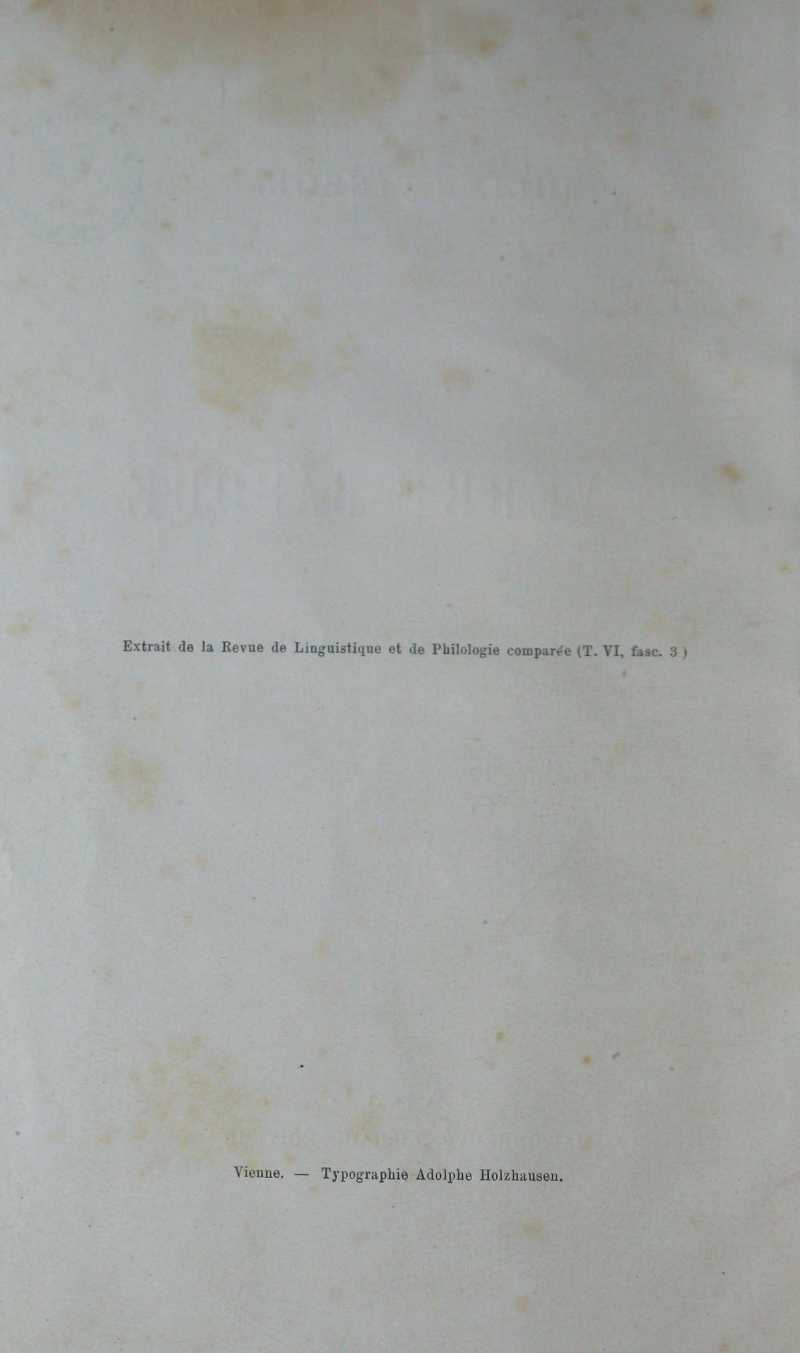 Extrait de la Revue de Linguistique et de Philologie comparée (T. VI, fasc. 3)
Vienne. — Typographie Adolphe Holzhausen.